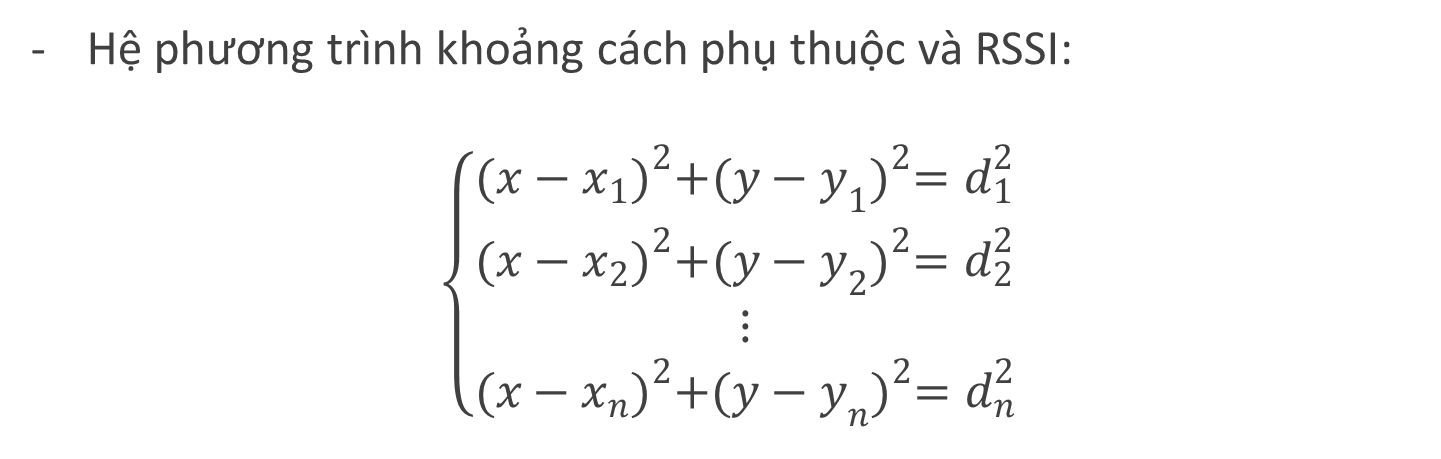 - Hệ phương trình khoảng cách phụ thuộc và RSSI:
(x − x₁)²+(y − y₁)²= d₁²
(x − x₂)²+(y − y₂)²= d₂²
⋮
(x − xₙ)²+(y − yₙ)²= dₙ²